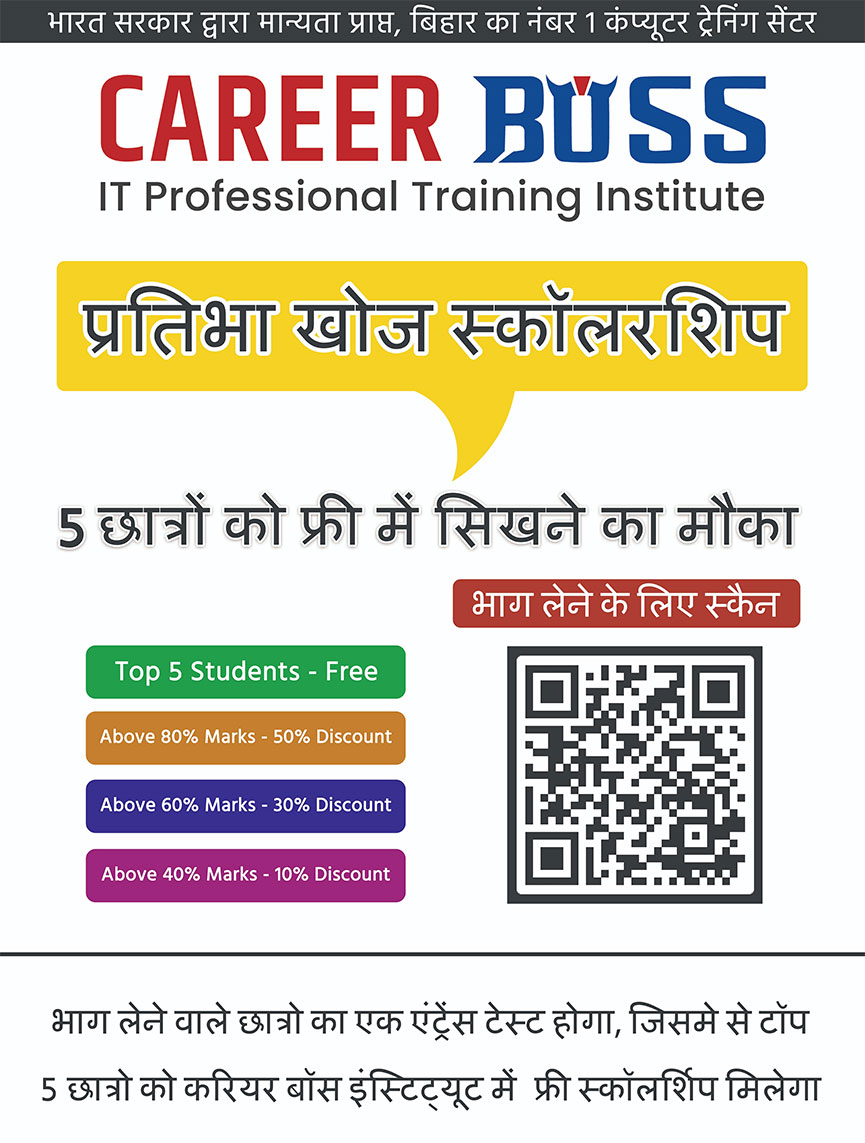 भारत सरकार द्वारा मान्यता प्राप्त, बिहार का नंबर 1 कंप्यूटर ट्रेनिंग सेंटर
CAREER BOSS
IT Professional Training Institute
प्रतिभा खोज स्कॉलरशिप
5 छात्रों को फ्री में सिखने का मौका
भाग लेने के लिए स्कैन
Top 5 Students - Free
Above 80% Marks - 50% Discount
Above 60% Marks - 30% Discount
Above 40% Marks - 10% Discount
भाग लेने वाले छात्रो का एक एंट्रेंस टेस्ट होगा, जिसमे से टॉप
5 छात्रो को करियर बॉस इंस्टिट्यूट में फ्री स्कॉलर्शिप मिलेगा